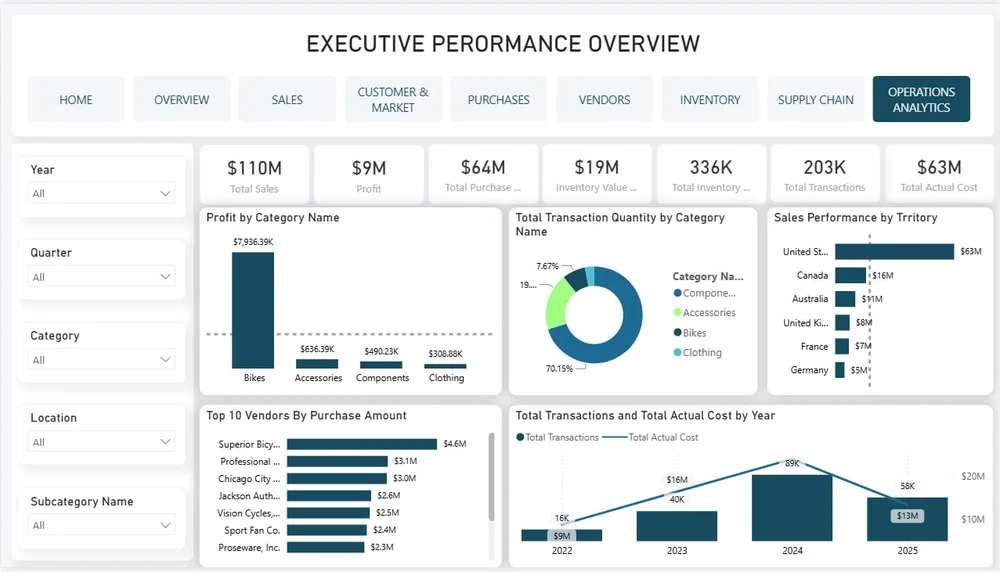 EXECUTIVE PERORMANCE OVERVIEW
HOME
OVERVIEW
SALES
CUSTOMER &
MARKET
PURCHASES
VENDORS
INVENTORY
SUPPLY CHAIN
OPERATIONS
ANALYTICS
Year
All
Quarter
All
Category
All
Location
All
Subcategory Name
All
$110M
Total Sales
$9M
Profit
$64M
Total Purchase ...
$19M
Inventory Value ...
336K
Total Inventory ...
203K
Total Transactions
$63M
Total Actual Cost
Profit by Category Name
$7,936.39K
$636.39K
$490.23K
$308.88K
Bikes
Accessories
Components
Clothing
Total Transaction Quantity by Category
Name
7.67%
19....
70.15%
Category Na...
Compone...
Accessories
Bikes
Clothing
Sales Performance by Trritory
United St... $63M
Canada $16M
Australia $11M
United Ki... $8M
France $7M
Germany $5M
Top 10 Vendors By Purchase Amount
Superior Bicy... $4.6M
Professional ... $3.1M
Chicago City ... $3.0M
Jackson Auth... $2.6M
Vision Cycles,... $2.5M
Sport Fan Co. $2.4M
Proseware, Inc. $2.3M
Total Transactions and Total Actual Cost by Year
Total Transactions Total Actual Cost
89K
$16M
$20M
40K
58K
16K
$13M
$10M
$9M
2022
2023
2024
2025